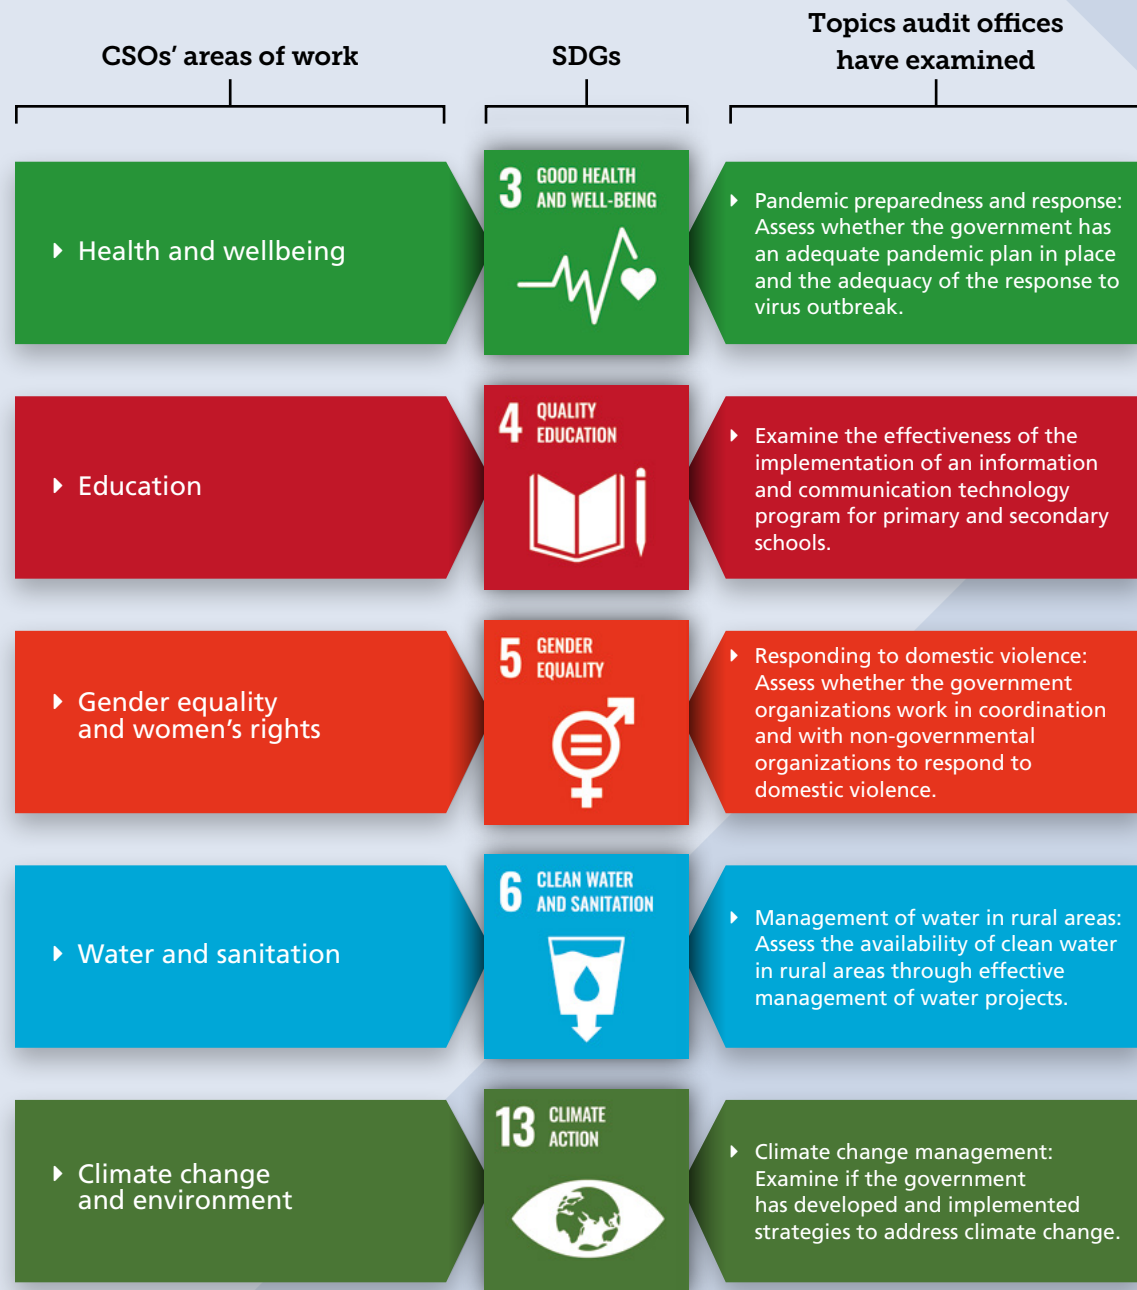 CSOs' areas of work
SDGs
Topics audit offices
have examined
Health and wellbeing
3 GOOD HEALTH
AND WELL-BEING
Pandemic preparedness and response:
Assess whether the government has
an adequate pandemic plan in place
and the adequacy of the response to
virus outbreak.
Education
4 QUALITY
EDUCATION
Examine the effectiveness of the
implementation of an information
and communication technology
program for primary and secondary
schools.
Gender equality
and women's rights
5 GENDER
EQUALITY
Responding to domestic violence:
Assess whether the government
organizations work in coordination
and with non-governmental
organizations to respond to
domestic violence.
Water and sanitation
6 CLEAN WATER
AND SANITATION
Management of water in rural areas:
Assess the availability of clean water
in rural areas through effective
management of water projects.
Climate change
and environment
13 CLIMATE
ACTION
Climate change management:
Examine if the government
has developed and implemented
strategies to address climate change.